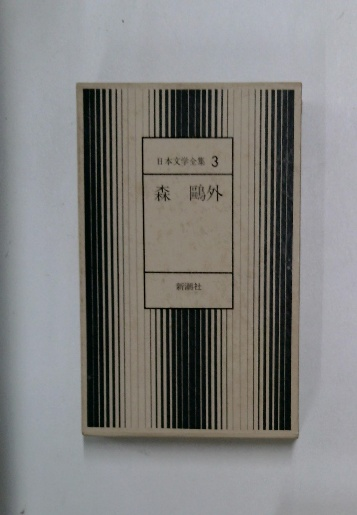 日本文学全集 3
森 鷗外
新潮社